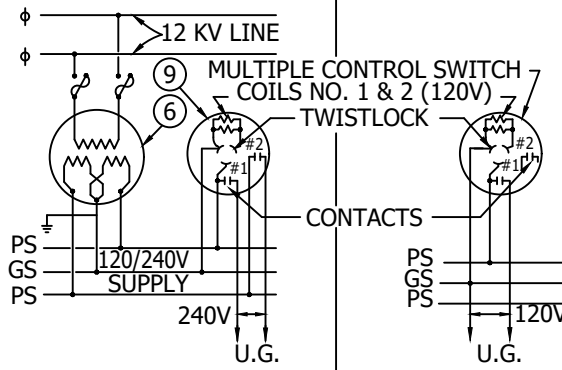 ϕ
12 KV LINE
ϕ
9
MULTIPLE CONTROL SWITCH
COILS NO. 1 & 2 (120V)
6
TWISTLOCK
#2
#1
#2
#1
CONTACTS
PS
120/240V
GS
SUPPLY
PS
240V
U.G.
PS
GS
PS
120V
U.G.